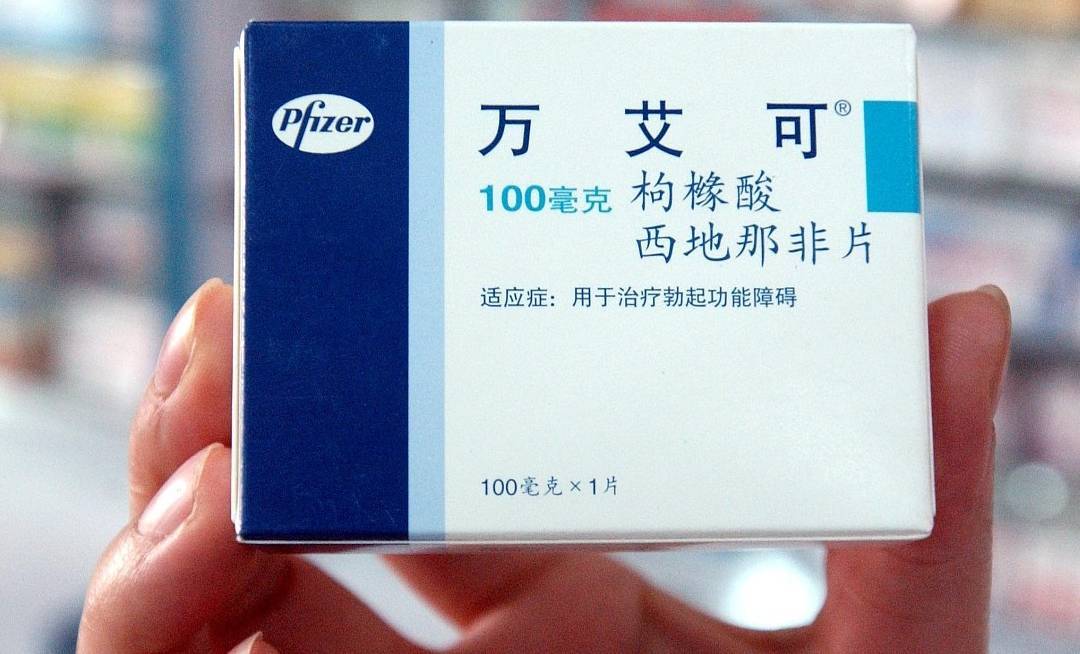 Pfizer
万艾可®
100毫克 枸橼酸
西地那非片
适应症：用于治疗勃起功能障碍
100毫克×1片